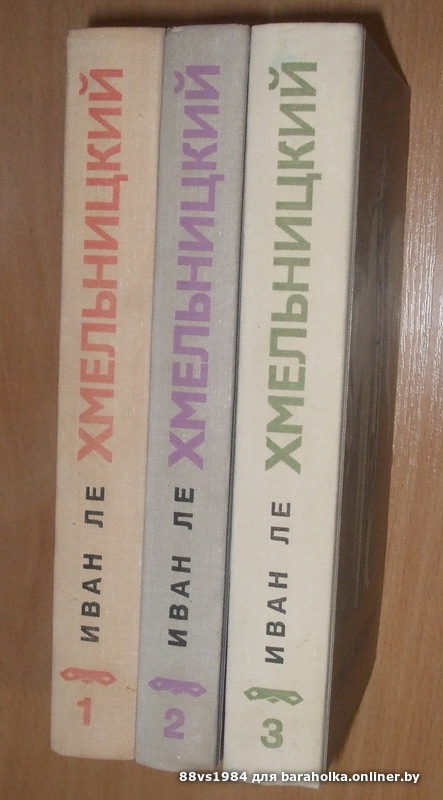 1 ИВАН ЛЕ ХМЕЛЬНИЦКИЙ
2 ИВАН ЛЕ ХМЕЛЬНИЦКИЙ
3 ИВАН ЛЕ ХМЕЛЬНИЦКИЙ
88vs1984 для baraholka.onliner.by